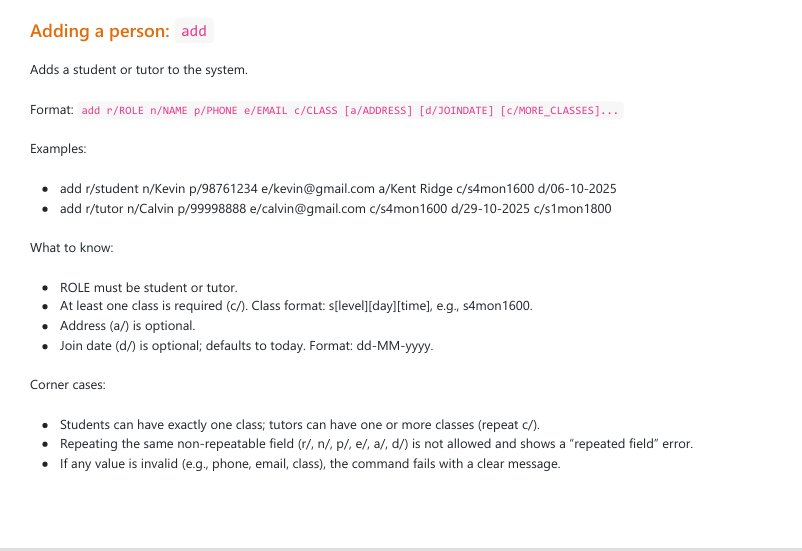 Adding a person: add
Adds a student or tutor to the system.
Format: add r/ROLE n/NAME p/PHONE e/EMAIL c/CLASS [a/ADDRESS] [d/JOINDATE] [c/MORE_CLASSES]...
Examples:
• add r/student n/Kevin p/98761234 e/kevin@gmail.com a/Kent Ridge c/s4mon1600 d/06-10-2025
• add r/tutor n/Calvin p/99998888 e/calvin@gmail.com c/s4mon1600 d/29-10-2025 c/s1mon1800
What to know:
• ROLE must be student or tutor.
• At least one class is required (c/). Class format: s[level][day][time], e.g., s4mon1600.
• Address (a/) is optional.
• Join date (d/) is optional; defaults to today. Format: dd-MM-yyyy.
Corner cases:
• Students can have exactly one class; tutors can have one or more classes (repeat c/).
• Repeating the same non-repeatable field (r/, n/, p/, e/, a/, d/) is not allowed and shows a “repeated field” error.
• If any value is invalid (e.g., phone, email, class), the command fails with a clear message.